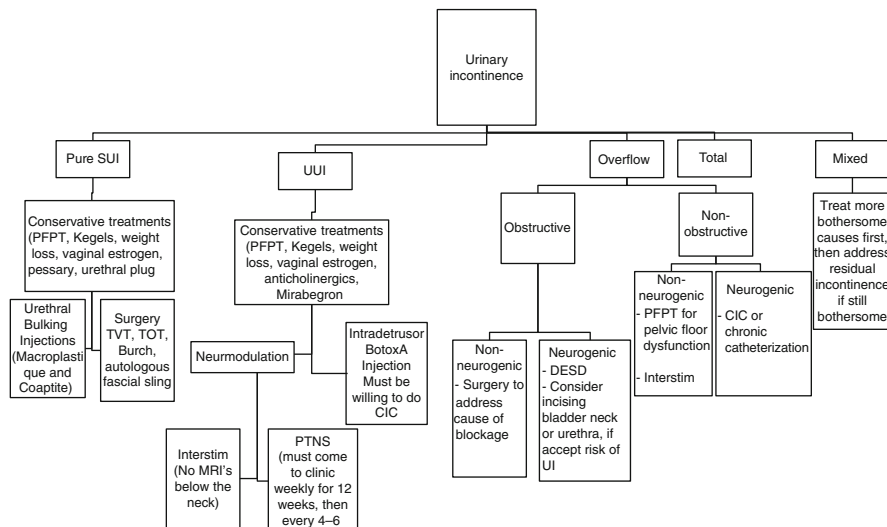 Urinary
incontinence
Pure SUI
UUI
Overflow
Total
Mixed
Conservative treatments
(PFPT, Kegels, weight
loss, vaginal estrogen,
pessary, urethral plug
Urethral
Bulking
Injections
(Macroplasti
que and
Coaptite)
Surgery
TVT, TOT,
Burch,
autologous
fascial sling
Conservative treatments
(PFPT, Kegels, weight
loss, vaginal estrogen,
anticholinergics,
Mirabegron
Neurmodulation
Intradetrusor
BotoxA
Injection
Must be
willing to do
CIC
Interstim
(No MRI's
below the
neck)
PTNS
(must come
to clinic
weekly for 12
weeks, then
every 4–6
Obstructive
Non-
obstructive
Non-
neurogenic
- Surgery to
address
cause of
blockage
Neurogenic
- DESD
- Consider
incising
bladder neck
or urethra, if
accept risk of
UI
Non-
neurogenic
- PFPT for
pelvic floor
dysfunction
- Interstim
Neurogenic
- CIC or
chronic
catheterization
Treat more
bothersome
causes first,
then address
residual
incontinence
if still
bothersome